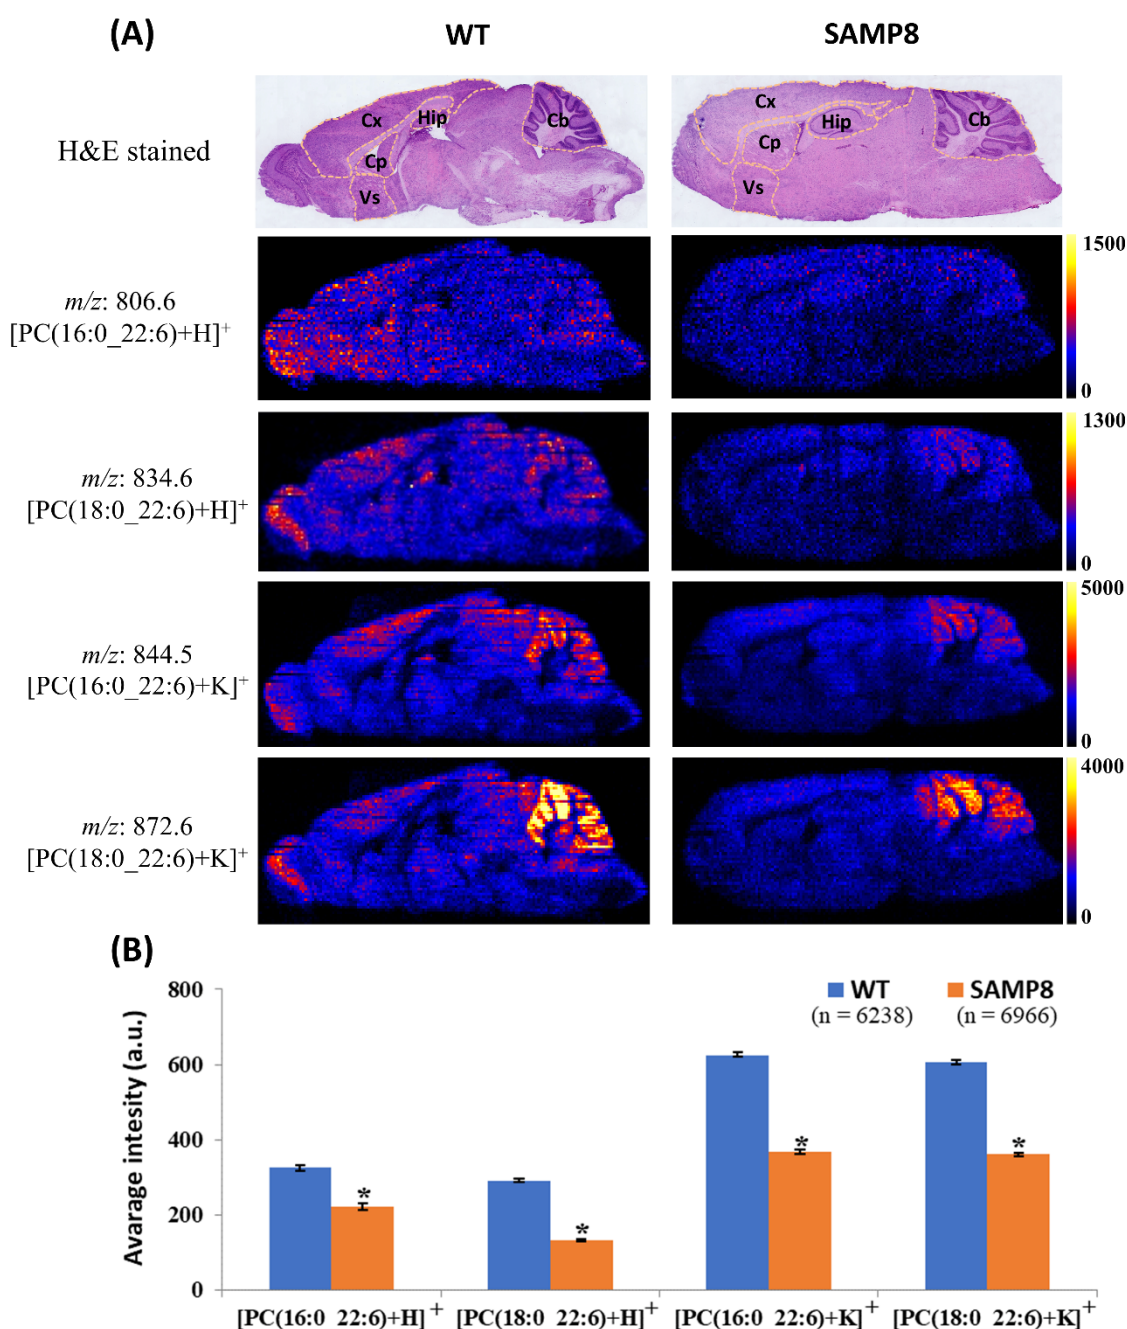 (A)
WT
SAMP8
H&E stained
Cx
Hip
Cb
Cp
Vs
Cx
Hip
Cb
Cp
Vs
m/z: 806.6
[PC(16:0_22:6)+H]+
1500
0
m/z: 834.6
[PC(18:0_22:6)+H]+
1300
0
m/z: 844.5
[PC(16:0_22:6)+K]+
5000
0
m/z: 872.6
[PC(18:0_22:6)+K]+
4000
0
(B)
Avarage intesity (a.u.)
800
600
400
200
0
WT
(n = 6238)
SAMP8
(n = 6966)
*
*
*
*
[PC(16:0_22:6)+H]+
[PC(18:0_22:6)+H]+
[PC(16:0_22:6)+K]+
[PC(18:0_22:6)+K]+